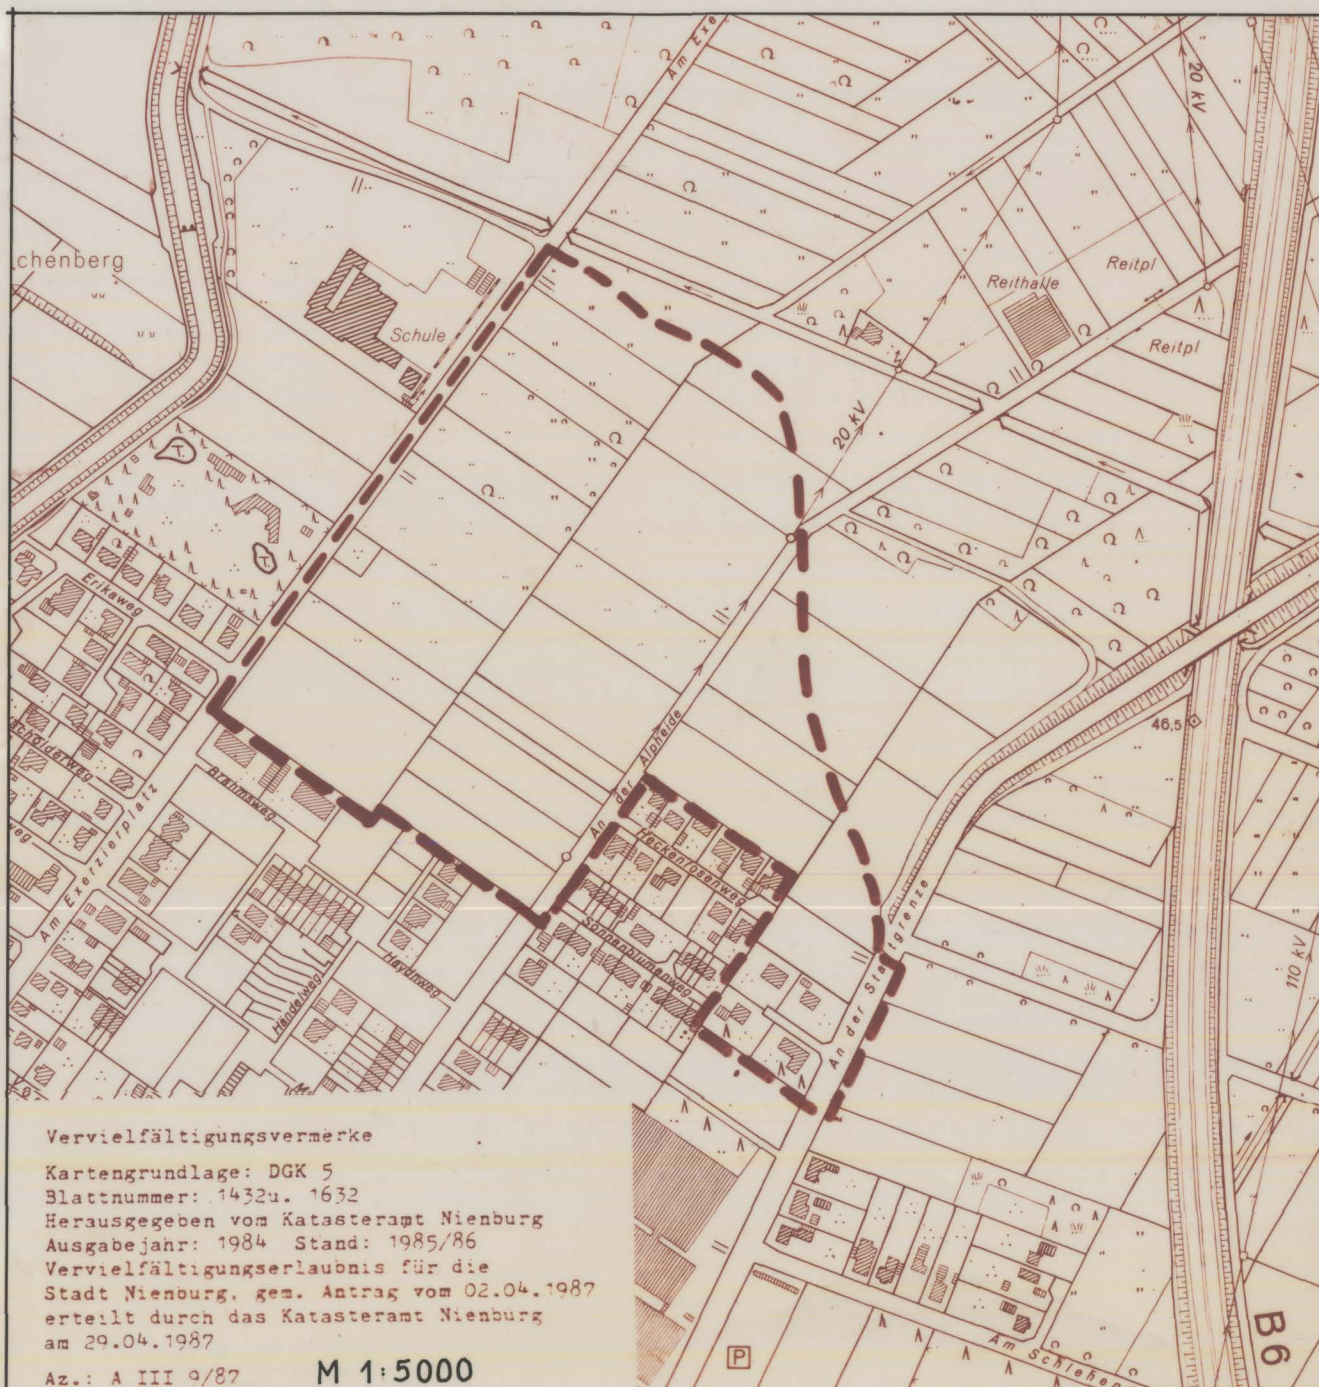 Am Exe
20 kV
chenberg
Reitpl
Reithalle
Schule
Reitpl
20 kV
T.
T.
Erikaweg
46,5
An der Alpheide
cholderweg
Brahmsweg
weg
Am Exerzierplatz
Heckenrosenweg
An der Stadtgrenze
Sonnenblumenweg
Haydnweg
Händelweg
110 kV
Vervielfältigungsvermerke
Kartengrundlage: DGK 5
Blattnummer: 1432u. 1632
Herausgegeben vom Katasteramt Nienburg
Ausgabejahr: 1984 Stand: 1985/86
Vervielfältigungserlaubnis für die
Stadt Nienburg, gem. Antrag vom 02.04.1987
erteilt durch das Katasteramt Nienburg
am 29.04.1987
Az.: A III 9/87
M 1:5000
P
Am Schlehen
B6